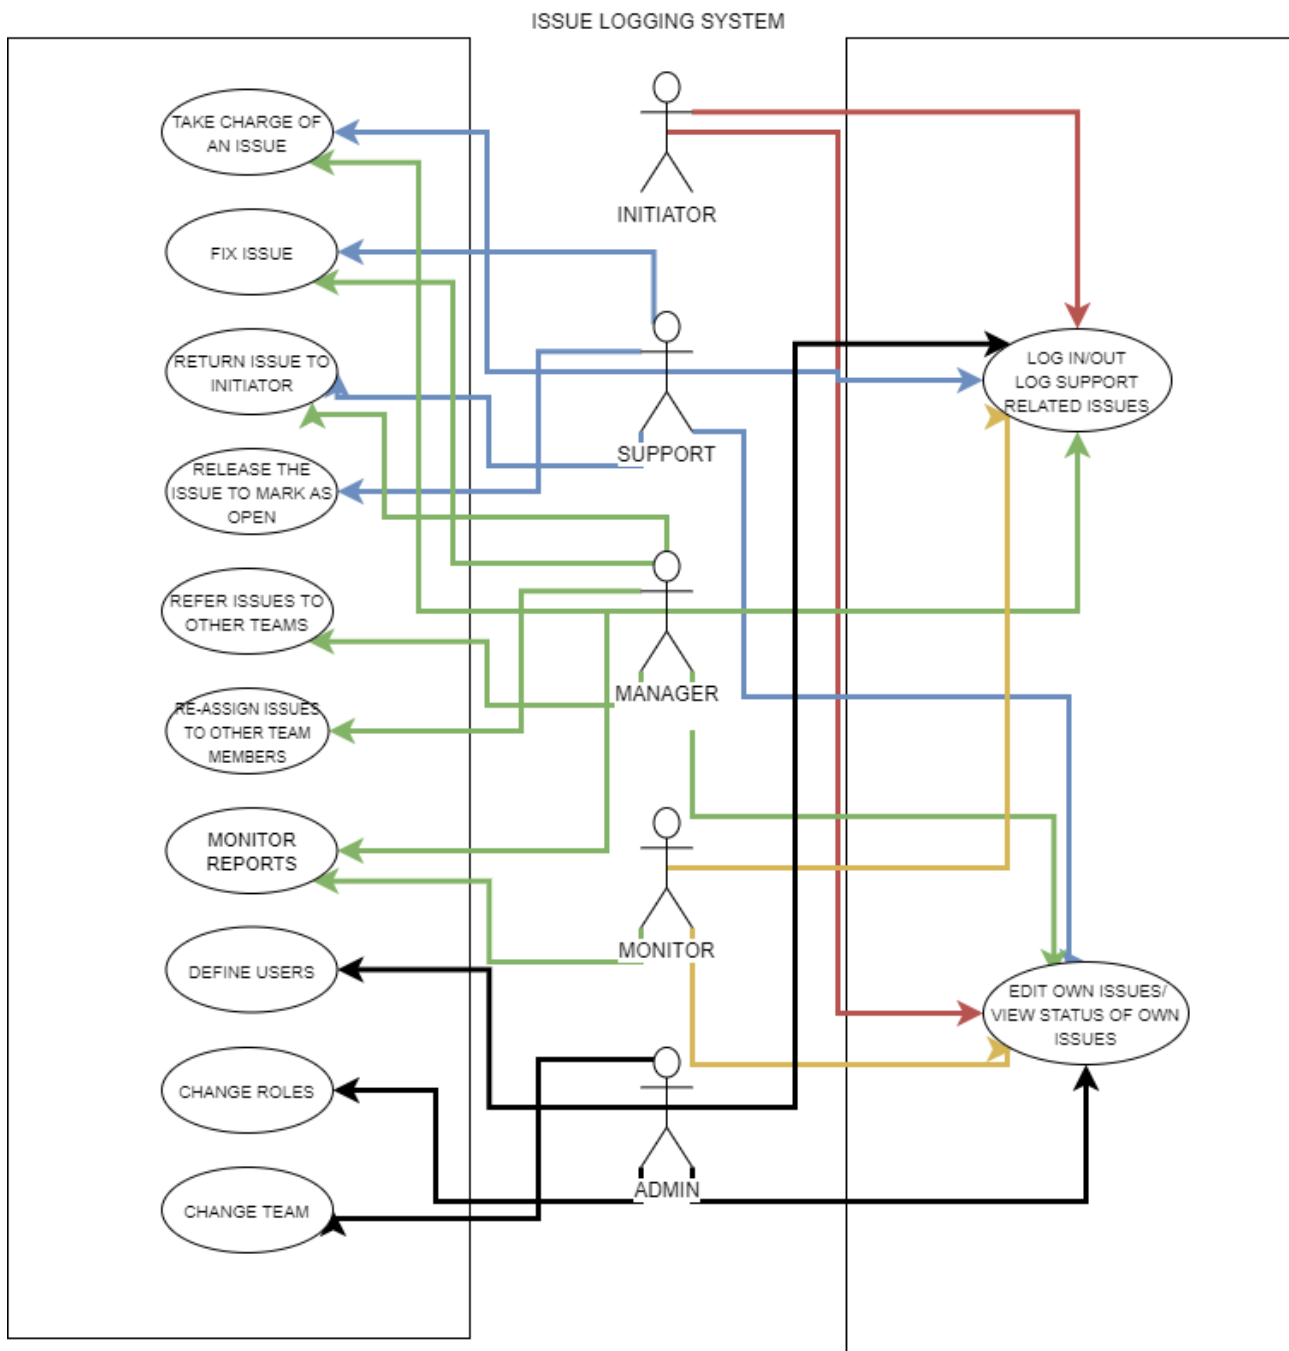 ISSUE LOGGING SYSTEM
TAKE CHARGE OF
AN ISSUE
FIX ISSUE
RETURN ISSUE TO
INITIATOR
RELEASE THE
ISSUE TO MARK AS
OPEN
REFER ISSUES TO
OTHER TEAMS
RE-ASSIGN ISSUES
TO OTHER TEAM
MEMBERS
MONITOR
REPORTS
DEFINE USERS
CHANGE ROLES
CHANGE TEAM
INITIATOR
SUPPORT
MANAGER
MONITOR
ADMIN
LOG IN/OUT
LOG SUPPORT
RELATED ISSUES
EDIT OWN ISSUES/
VIEW STATUS OF OWN
ISSUES